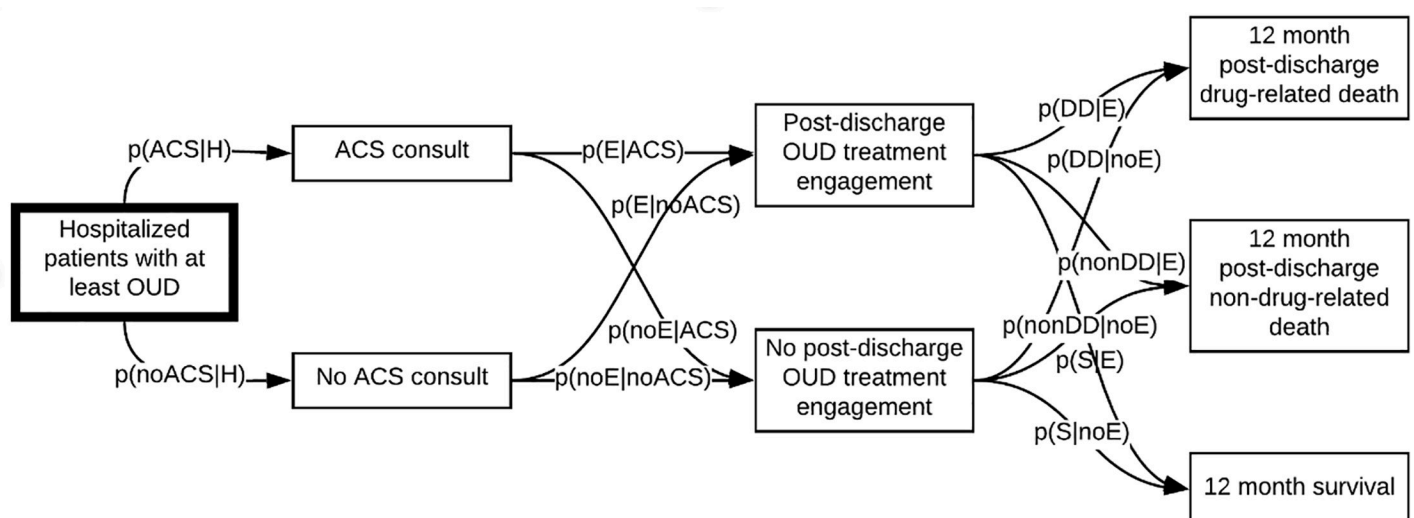 Hospitalized
patients with at
least OUD
p(ACS|H)
p(noACS|H)
ACS consult
No ACS consult
p(E|ACS)
p(E|noACS)
p(noE|ACS)
p(noE|noACS)
Post-discharge
OUD treatment
engagement
No post-discharge
OUD treatment
engagement
p(DD|E)
p(DD|noE)
p(nonDD|E)
p(nonDD|noE)
p(S|E)
p(S|noE)
12 month
post-discharge
drug-related death
12 month
post-discharge
non-drug-related
death
12 month survival